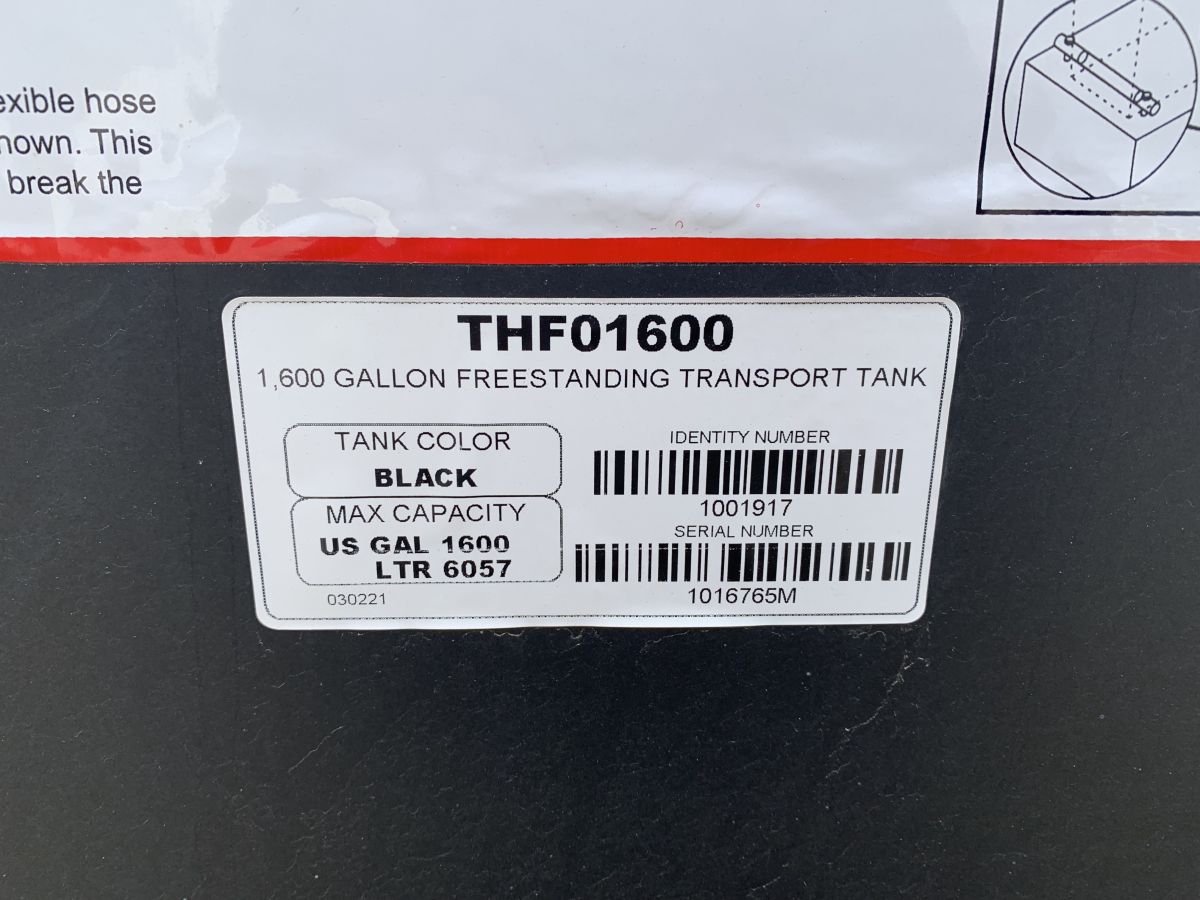 exible hose
hown. This
break the
THF01600
1,600 GALLON FREESTANDING TRANSPORT TANK
TANK COLOR
BLACK
MAX CAPACITY
US GAL 1600
LTR 6057
030221
IDENTITY NUMBER
1001917
SERIAL NUMBER
1016765M